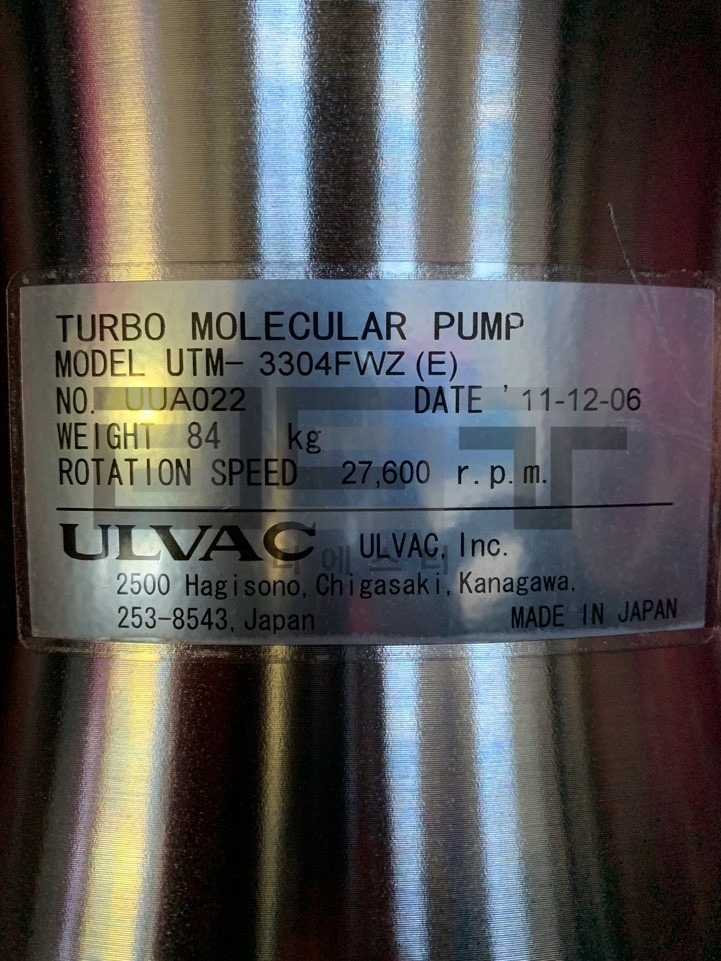 TURBO MOLECULAR PUMP
MODEL UTM- 3304FWZ (E)
NO. UUA022 DATE '11-12-06
WEIGHT 84 kg
ROTATION SPEED 27,600 r.p.m.
ULVAC ULVAC, Inc.
2500 Hagisono, Chigasaki, Kanagawa,
253-8543, Japan MADE IN JAPAN